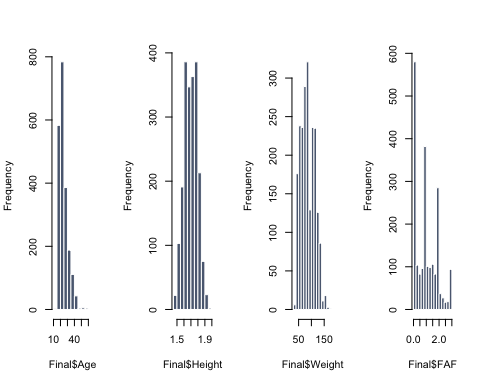 Frequency
0 200 400 600 800
10 40
Final$Age
Frequency
0 100 200 300 400
1.5 1.9
Final$Height
Frequency
0 50 100 150 200 250 300
50 150
Final$Weight
Frequency
0 100 200 300 400 500 600
0.0 2.0
Final$FAF